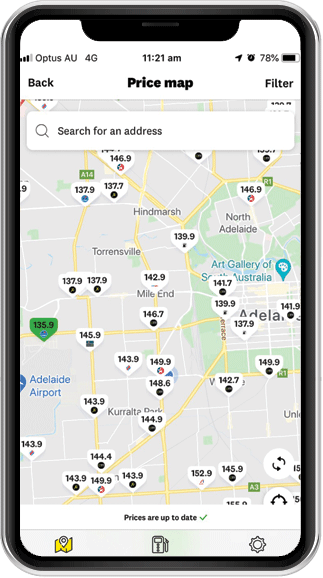 Optus AU 4G 11:21 am 78%
Back Price map Filter
Search for an address
146.9
A14
R1
137.9 137.7
146.9
Hindmarsh
North
Adelaide
139.9
Torrensville
Art Gallery of
South Australia
137.9 137.9 142.9
141.7
Mile End
139.9
141.9
146.7
135.9
137.9
145.9
143.9 149.9
149.9
Adelaide
Airport
148.6
142.7
R1
143.9
Kurralta Park
144.9
43.9
144.4
143.9 149.9 143.9
152.9 145.9
A3
Prices are up to date